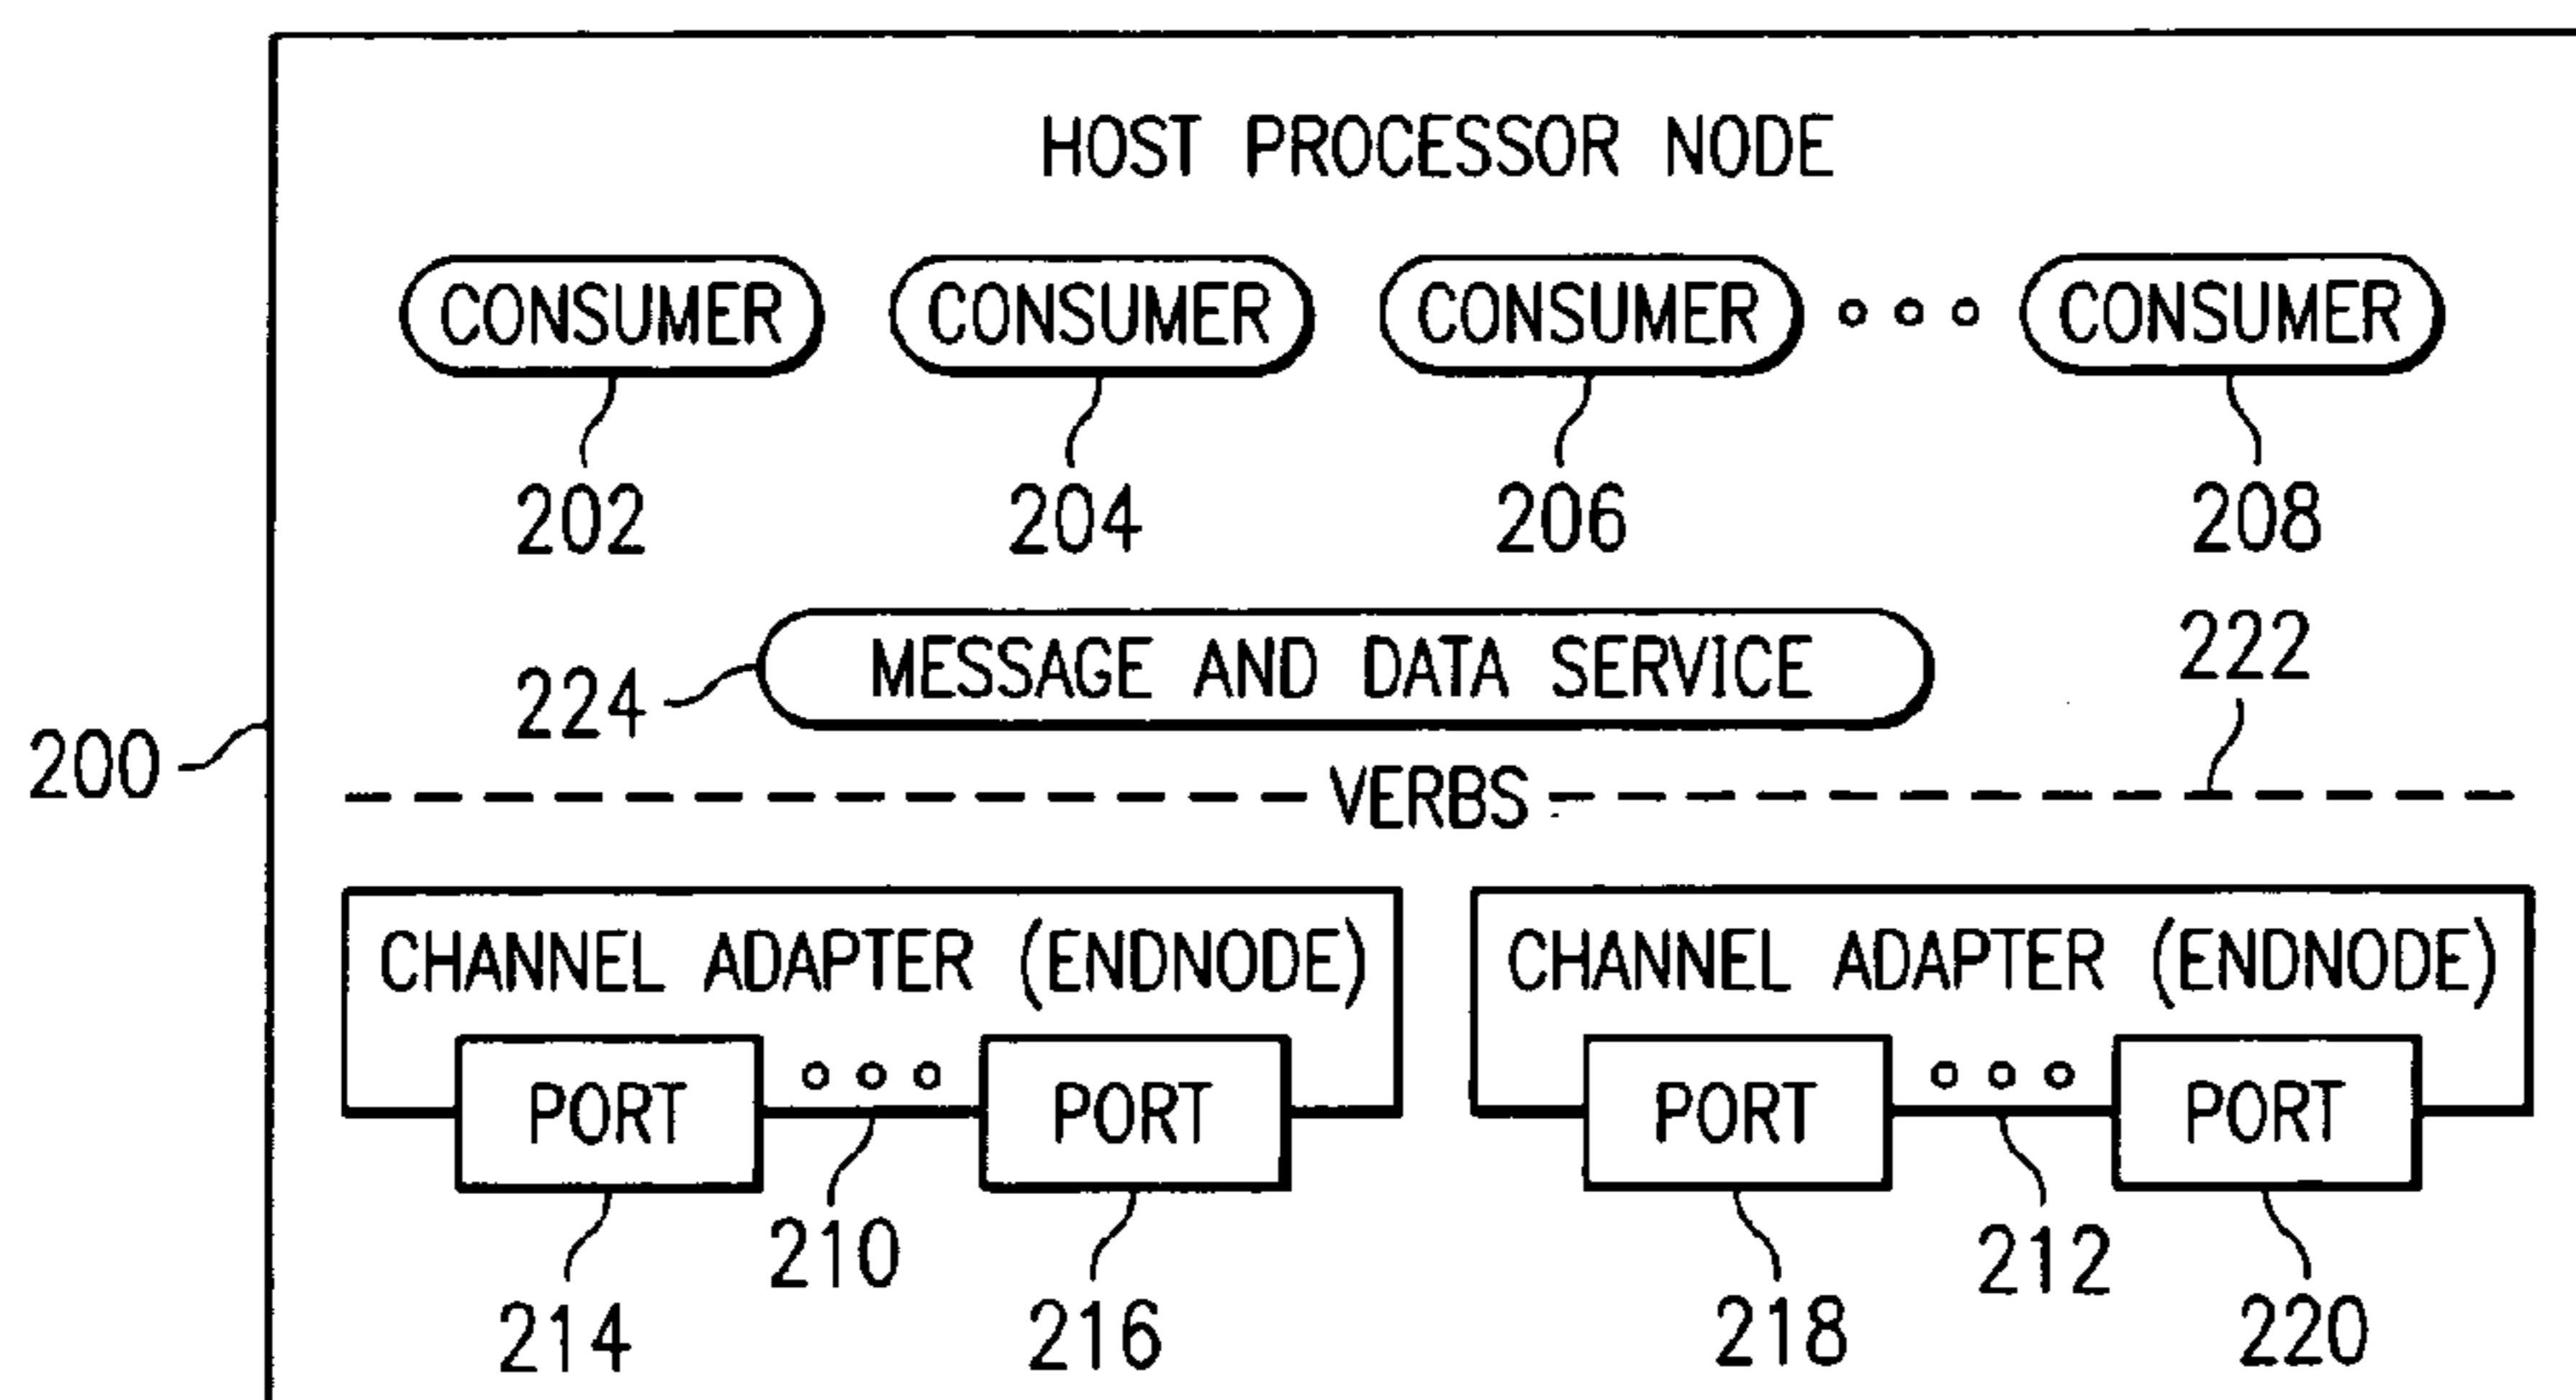 HOST PROCESSOR NODE
CONSUMER CONSUMER CONSUMER CONSUMER
202 204 206 208
MESSAGE AND DATA SERVICE
224 222
200
VERBS
CHANNEL ADAPTER (ENDNODE) CHANNEL ADAPTER (ENDNODE)
PORT PORT PORT PORT
210 212
214 216 218 220